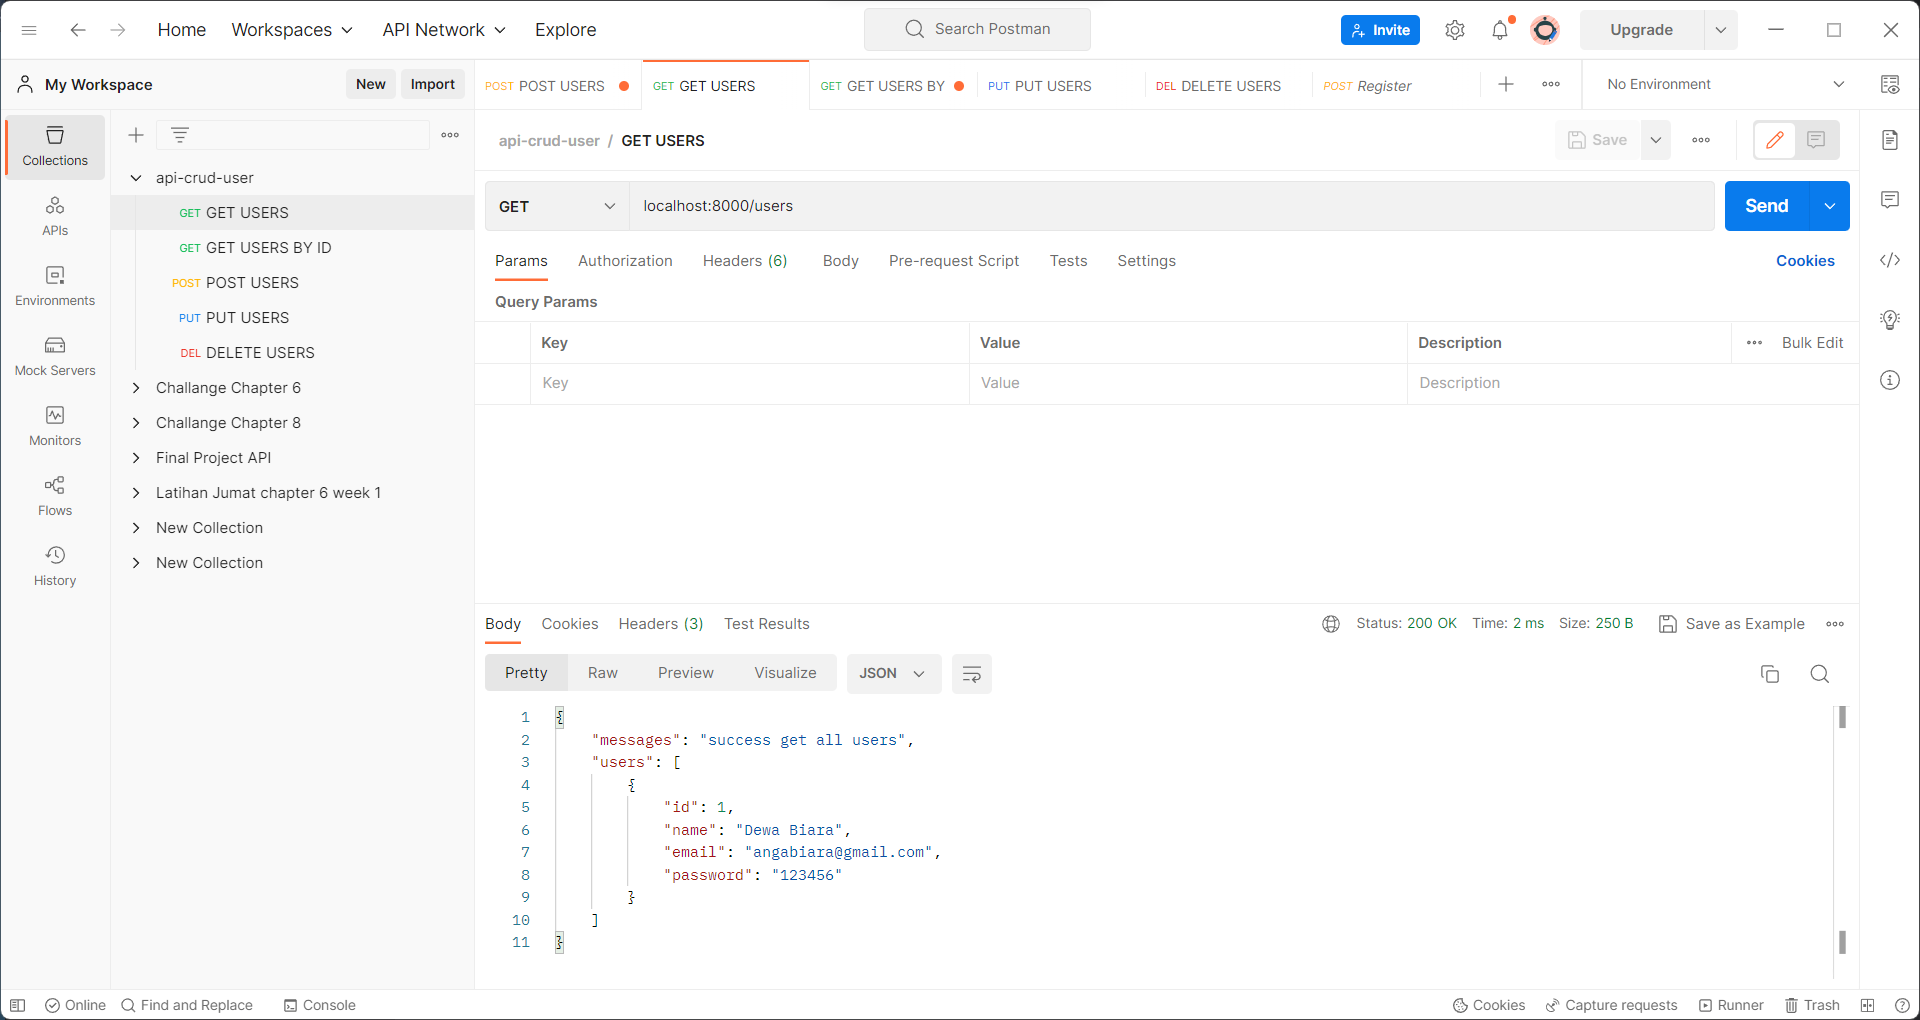 Home Workspaces API Network Explore Search Postman Invite Upgrade
My Workspace New Import POST POST USERS GET GET USERS GET GET USERS BY PUT PUT USERS DEL DELETE USERS POST Register No Environment
Collections
APIs
Environments
Mock Servers
Monitors
Flows
History
api-crud-user
GET GET USERS
GET GET USERS BY ID
POST POST USERS
PUT PUT USERS
DEL DELETE USERS
Challange Chapter 6
Challange Chapter 8
Final Project API
Latihan Jumat chapter 6 week 1
New Collection
New Collection
api-crud-user / GET USERS Save
GET localhost:8000/users Send
Params Authorization Headers (6) Body Pre-request Script Tests Settings Cookies
Query Params
Key Value Description Bulk Edit
Key Value Description
Body Cookies Headers (3) Test Results Status: 200 OK Time: 2 ms Size: 250 B Save as Example
Pretty Raw Preview Visualize JSON
1 {
2 "messages": "success get all users",
3 "users": [
4 {
5 "id": 1,
6 "name": "Dewa Biara",
7 "email": "angabiara@gmail.com",
8 "password": "123456"
9 }
10 ]
11 }
Online Find and Replace Console Cookies Capture requests Runner Trash